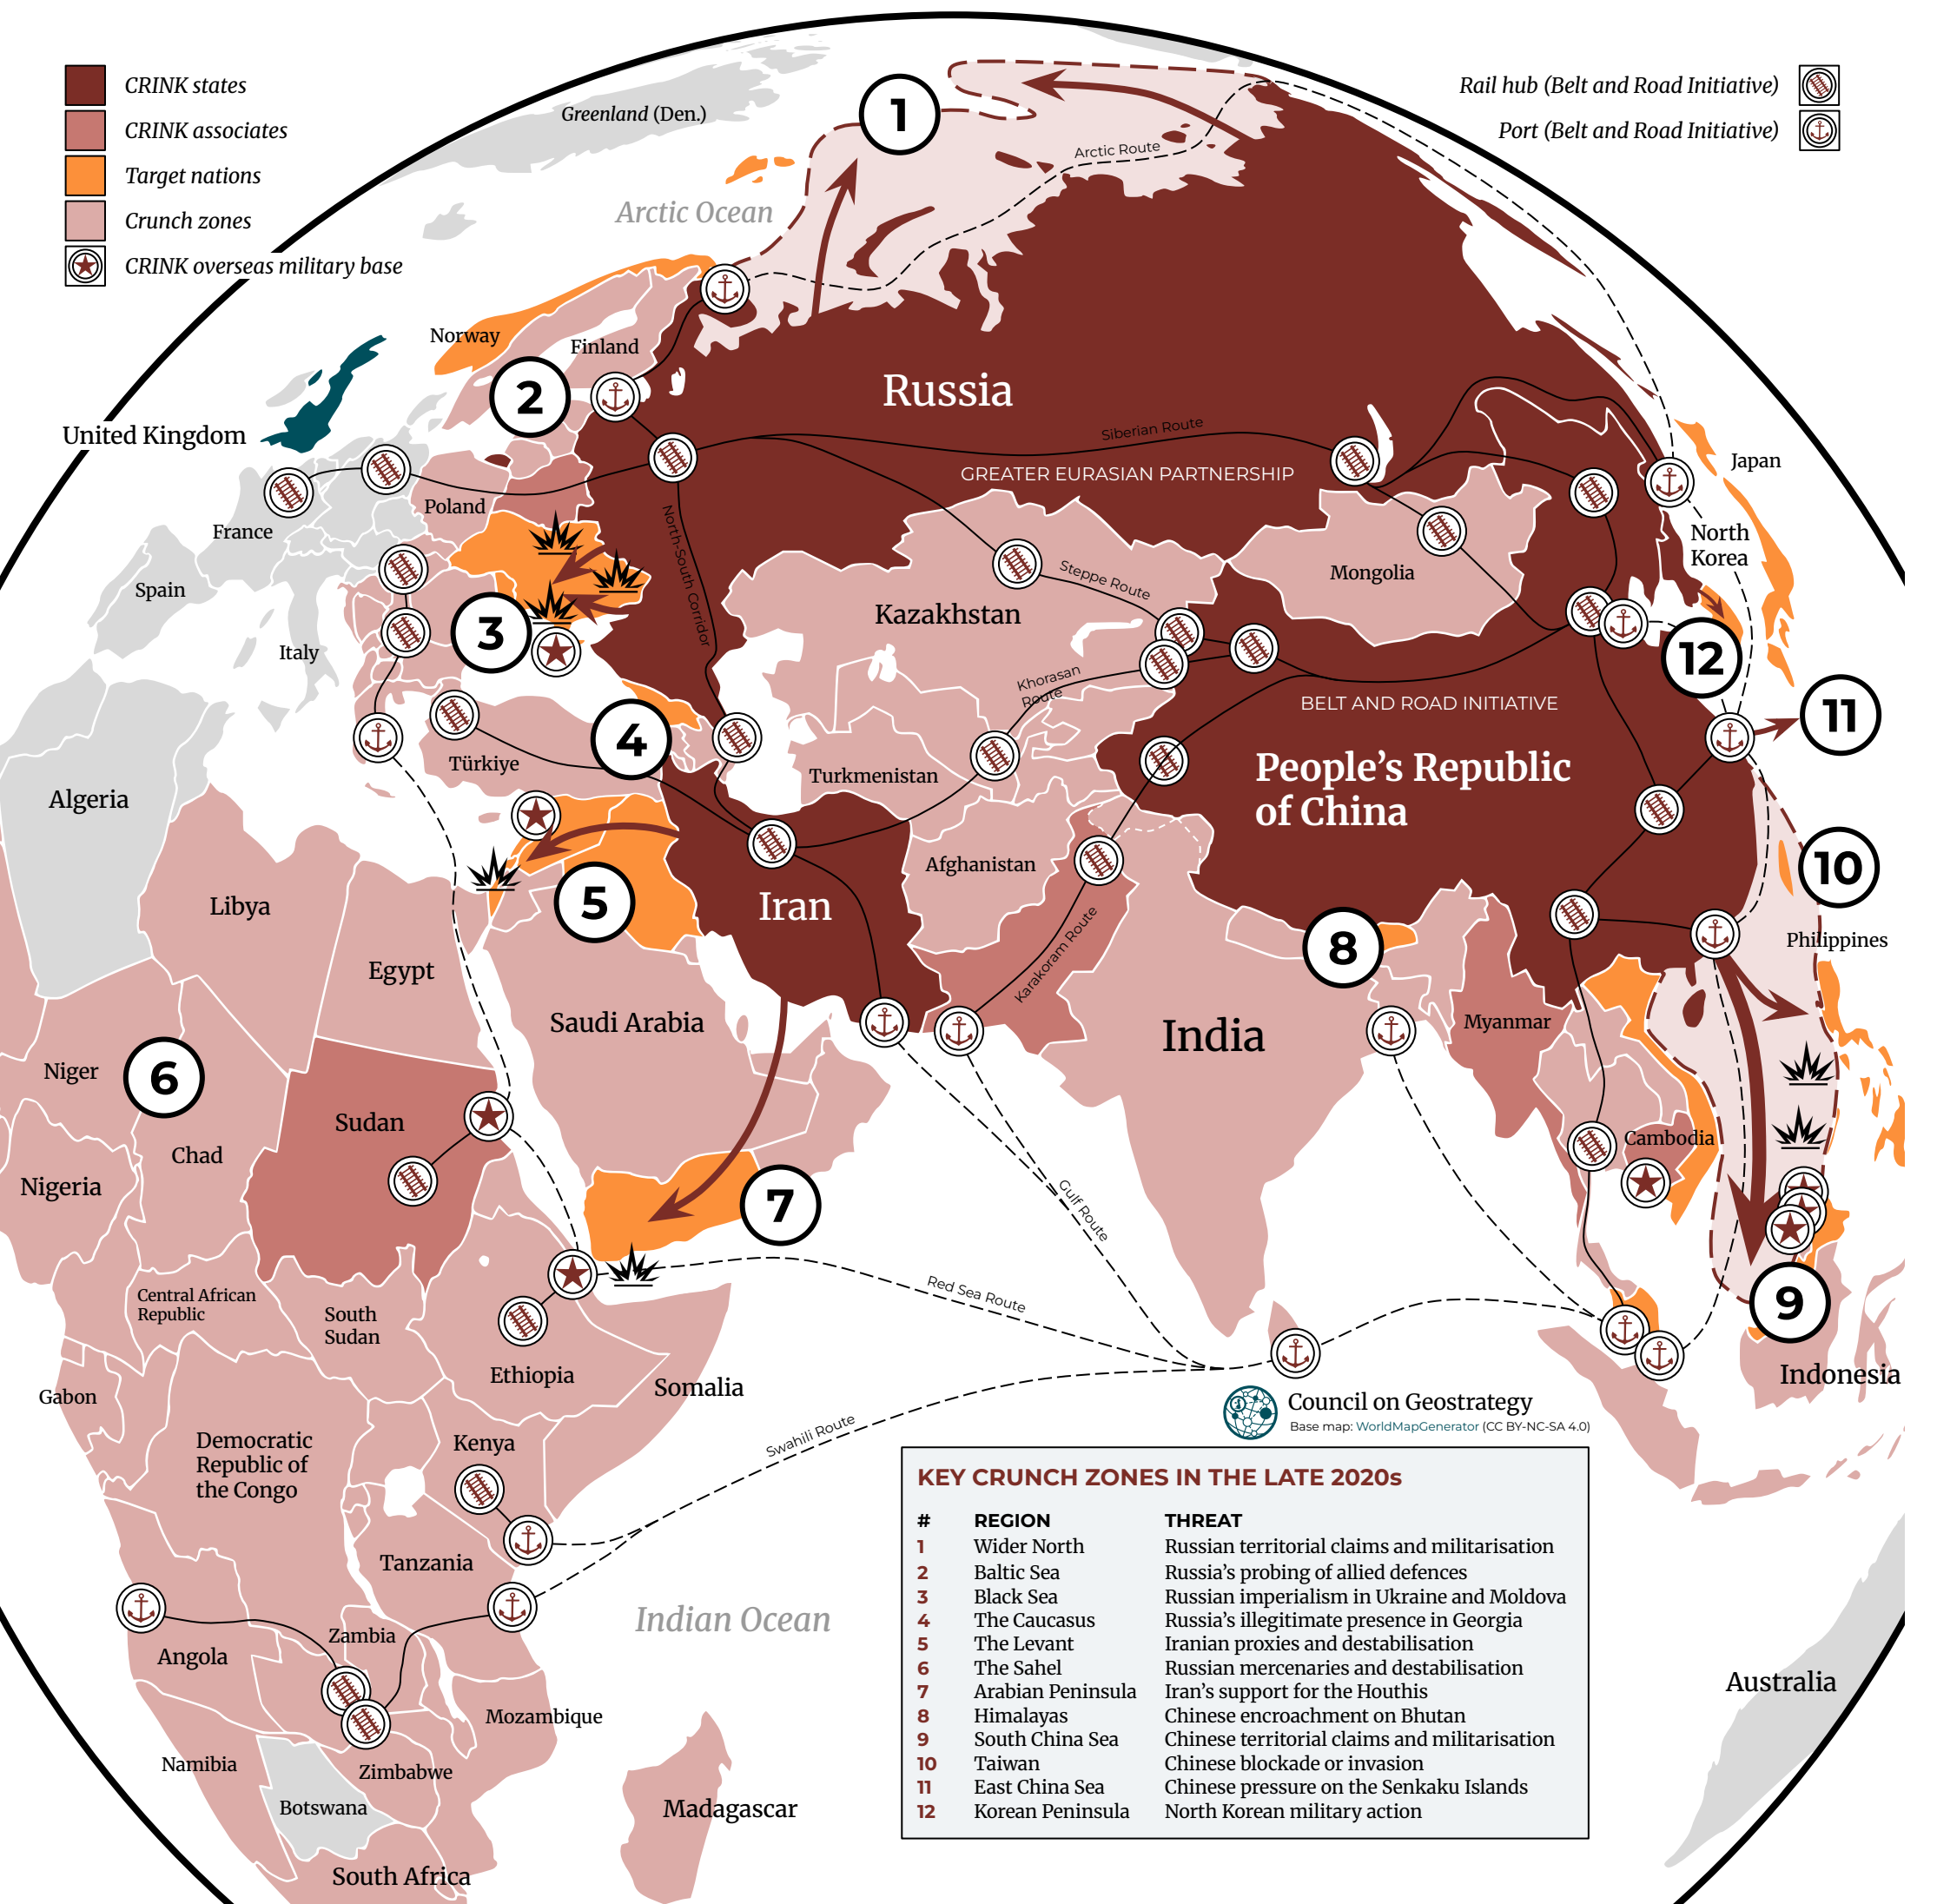 CRINK states
CRINK associates
Target nations
Crunch zones
CRINK overseas military base
Rail hub (Belt and Road Initiative)
Port (Belt and Road Initiative)
Greenland (Den.)
1
Arctic Route
Arctic Ocean
Norway
Finland
2
Russia
United Kingdom
Siberian Route
GREATER EURASIAN PARTNERSHIP
Japan
Poland
France
North-South Corridor
North
Korea
Mongolia
Steppe Route
Spain
Kazakhstan
3
Italy
12
Khorasan
Route
BELT AND ROAD INITIATIVE
11
4
Türkiye
Turkmenistan
People's Republic
of China
Algeria
Afghanistan
10
Libya
5
Iran
8
Philippines
Karakoram Route
Egypt
Saudi Arabia
India
Myanmar
Niger
6
Sudan
Cambodia
Chad
Nigeria
7
Gulf Route
Central African
Republic
South
Sudan
Red Sea Route
9
Ethiopia
Somalia
Indonesia
Gabon
Council on Geostrategy
Base map: WorldMapGenerator (CC BY-NC-SA 4.0)
Swahili Route
Democratic
Republic of
the Congo
Kenya
Tanzania
KEY CRUNCH ZONES IN THE LATE 2020s
# REGION THREAT
1 Wider North Russian territorial claims and militarisation
2 Baltic Sea Russia's probing of allied defences
3 Black Sea Russian imperialism in Ukraine and Moldova
4 The Caucasus Russia's illegitimate presence in Georgia
5 The Levant Iranian proxies and destabilisation
6 The Sahel Russian mercenaries and destabilisation
7 Arabian Peninsula Iran's support for the Houthis
8 Himalayas Chinese encroachment on Bhutan
9 South China Sea Chinese territorial claims and militarisation
10 Taiwan Chinese blockade or invasion
11 East China Sea Chinese pressure on the Senkaku Islands
12 Korean Peninsula North Korean military action
Indian Ocean
Zambia
Angola
Australia
Mozambique
Namibia
Zimbabwe
Botswana
Madagascar
South Africa